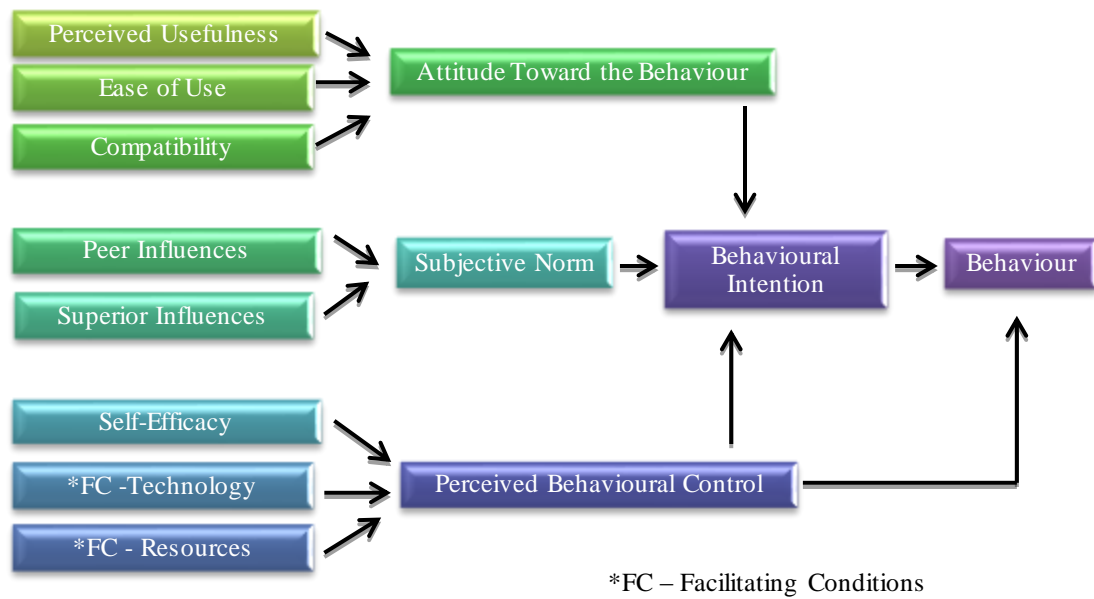 Perceived Usefulness
Ease of Use
Compatibility
Attitude Toward the Behaviour
Peer Influences
Superior Influences
Subjective Norm
Behavioural
Intention
Behaviour
Self-Efficacy
*FC -Technology
*FC - Resources
Perceived Behavioural Control
*FC – Facilitating Conditions